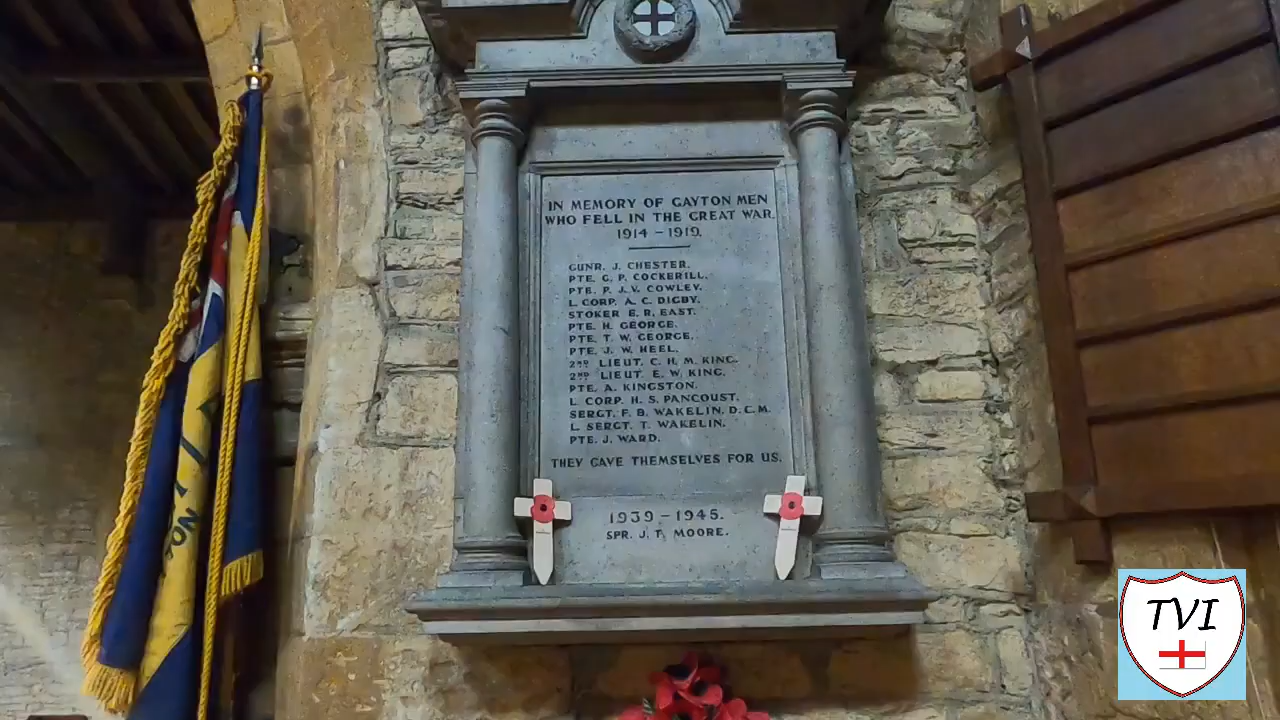 IN MEMORY OF GAYTON MEN
WHO FELL IN THE GREAT WAR.
1914 - 1919.
GUNR. J. CHESTER.
PTE. G. P. COCKERILL.
PTE. P. J. V. COWLEY.
L. CORP. A. C. DIGBY.
STOKER E. R. EAST.
PTE. H. GEORGE.
PTE. T. W. GEORGE.
PTE. J. W. HEEL.
2ND LIEUT. C. H. M. KING.
2ND LIEUT. E. W. KING.
PTE. A. KINGSTON.
L. CORP. H. S. PANCOUST.
SERGT. F. B. WAKELIN. D.C.M.
L. SERGT. T. WAKELIN.
PTE. J. WARD.
THEY GAVE THEMSELVES FOR US.
1939 - 1945.
SPR. J. T. MOORE.
TVI